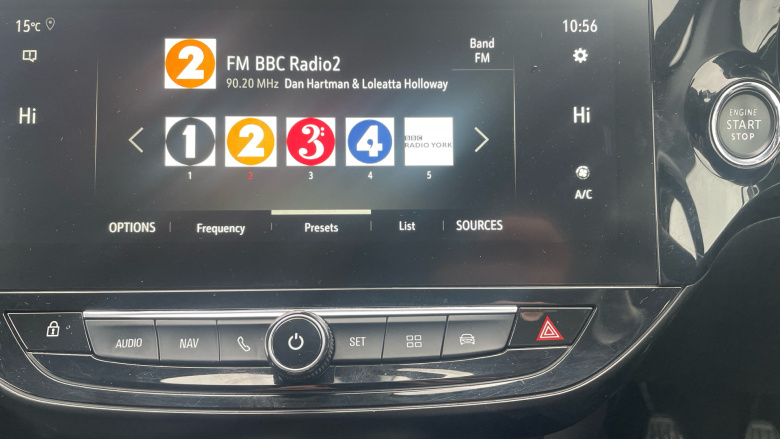 15°C
10:56
FM BBC Radio2
Band
FM
90.20 MHz Dan Hartman & Loleatta Holloway
2
Hi
Hi
1 2 3 4 BBC RADIO YORK
1 2 3 4 5
A/C
OPTIONS Frequency Presets List SOURCES
ENGINE
START
STOP
AUDIO NAV SET